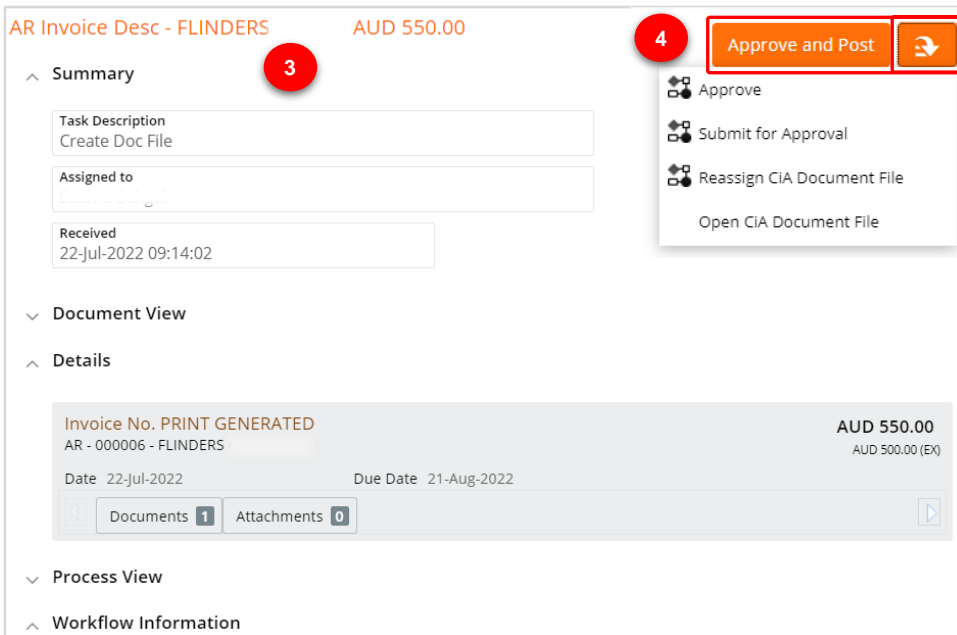 AR Invoice Desc - FLINDERS AUD 550.00
3
4
Approve and Post
Summary
Approve
Submit for Approval
Reassign CiA Document File
Open CiA Document File
Task Description
Create Doc File
Assigned to
Received
22-Jul-2022 09:14:02
Document View
Details
Invoice No. PRINT GENERATED AUD 550.00
AR - 000006 - FLINDERS AUD 500.00 (EX)
Date 22-Jul-2022 Due Date 21-Aug-2022
Documents 1 Attachments 0
Process View
Workflow Information